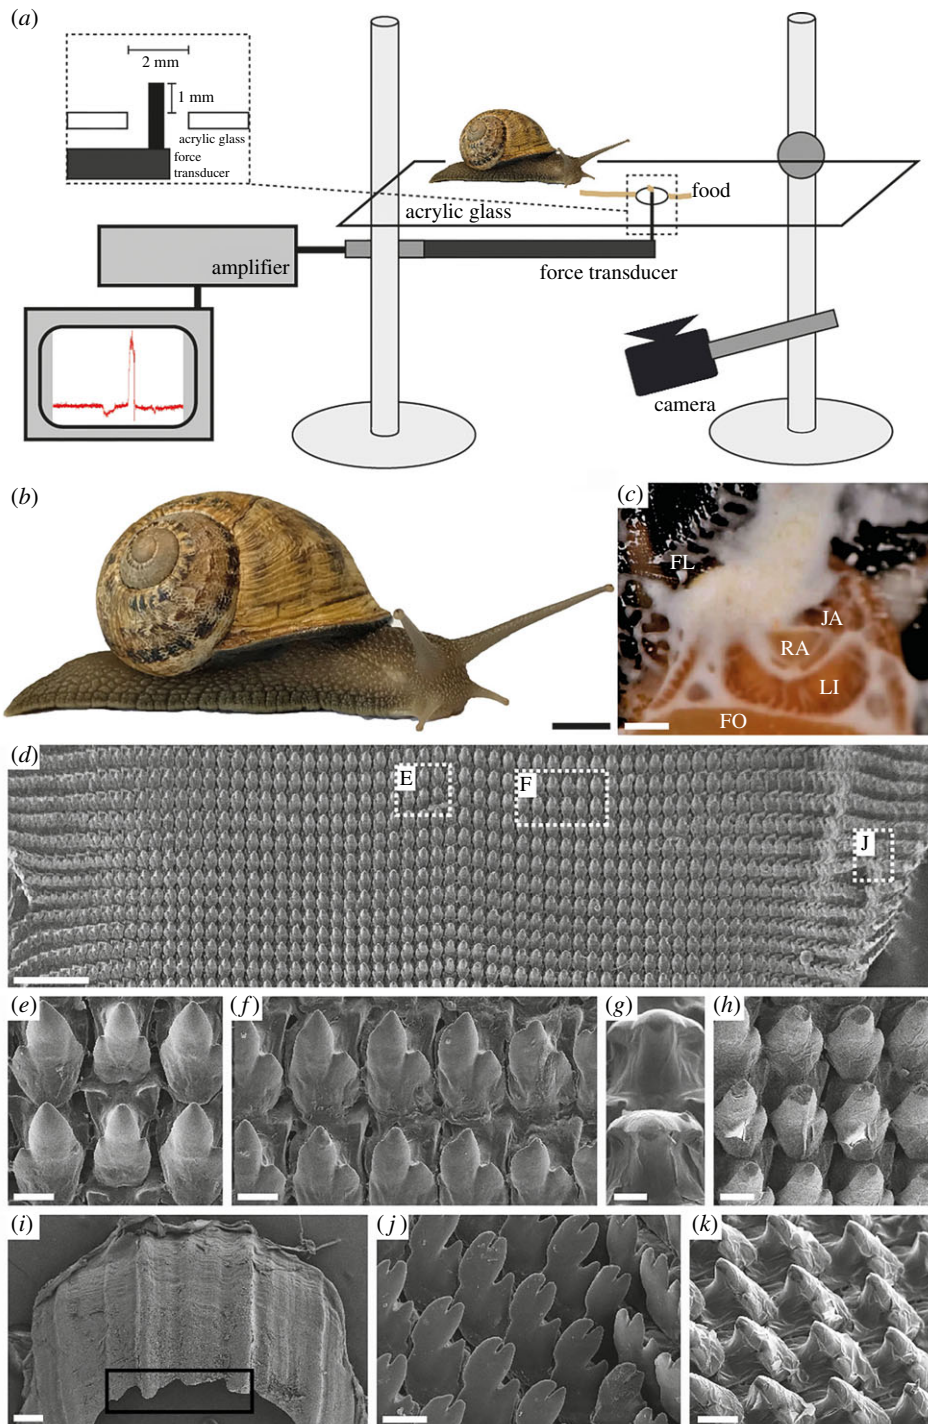 (a)
2 mm
1 mm
acrylic glass
force
transducer
food
acrylic glass
amplifier
force transducer
camera
(b)
(c)
FL
JA
RA
LI
FO
(d)
E
F
J
(e)
(f)
(g)
(h)
(i)
(j)
(k)